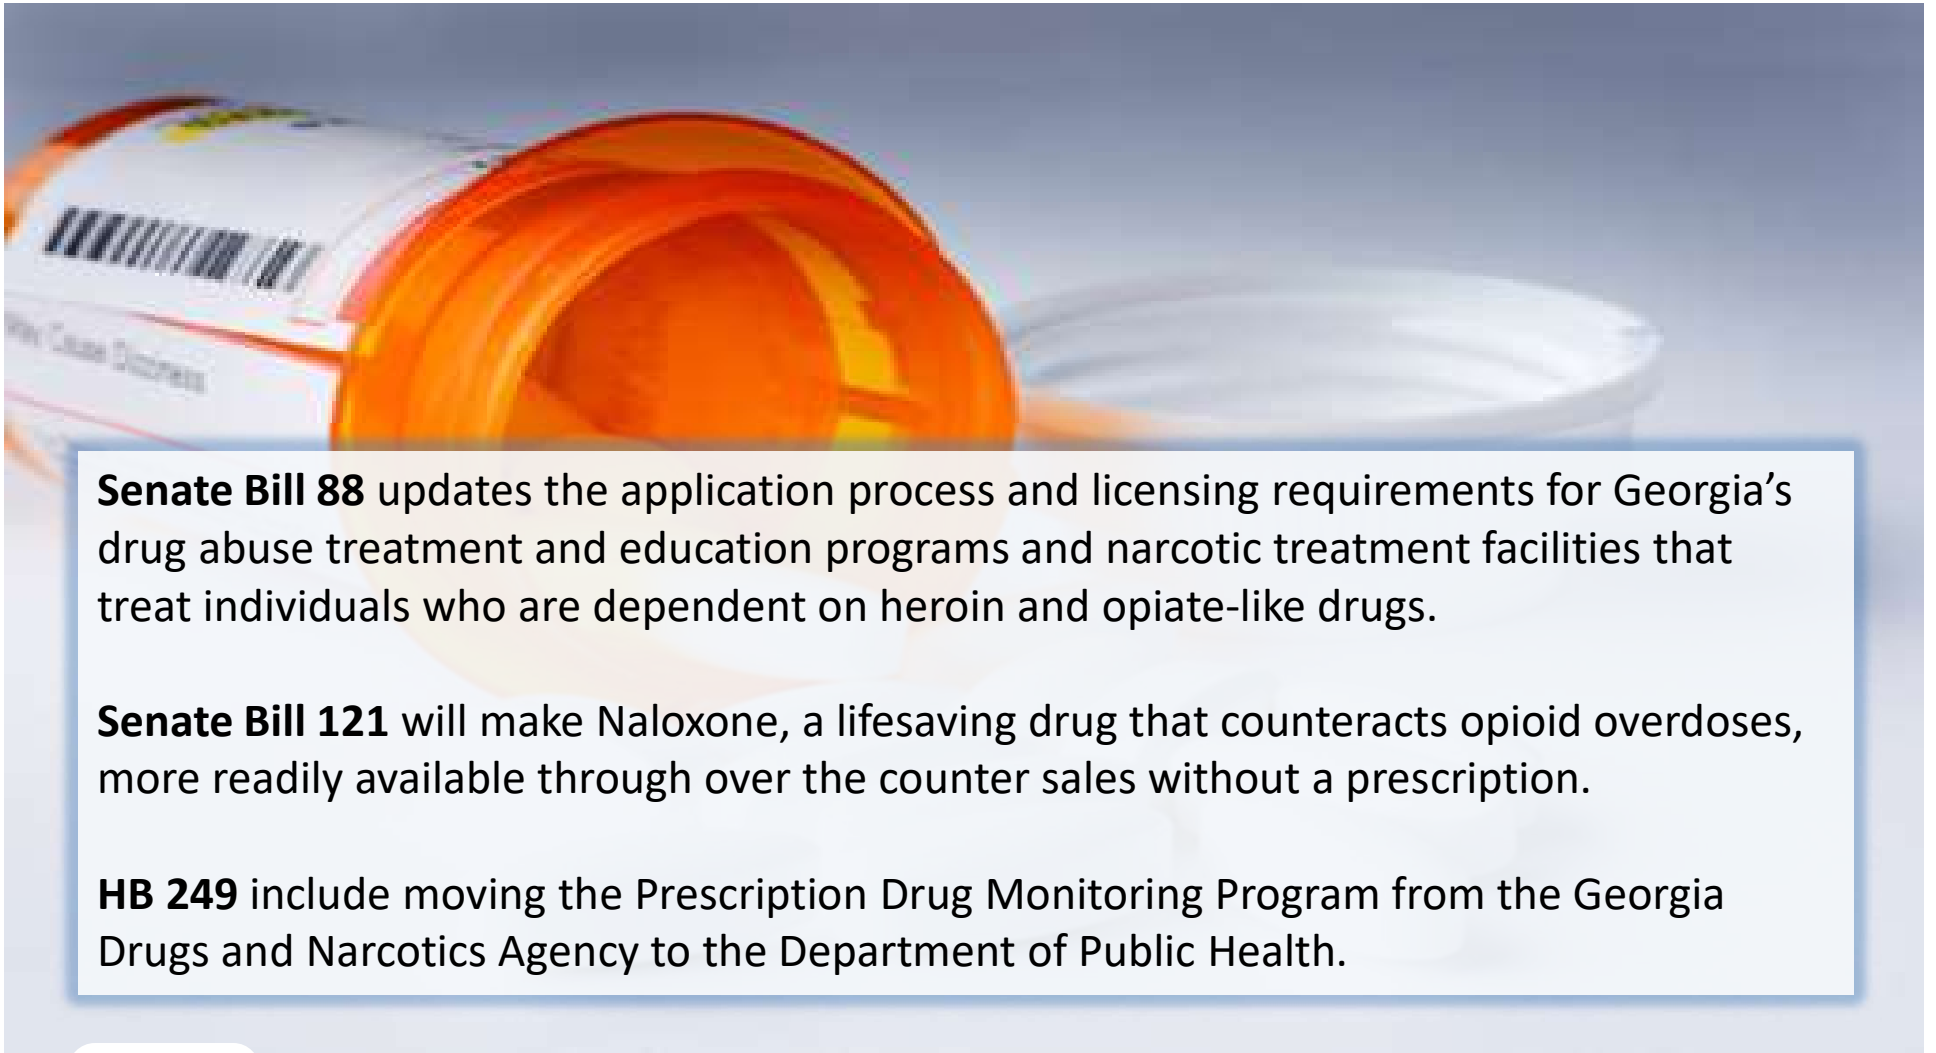 Cause Dizziness
Senate Bill 88 updates the application process and licensing requirements for Georgia’s
drug abuse treatment and education programs and narcotic treatment facilities that
treat individuals who are dependent on heroin and opiate-like drugs.
Senate Bill 121 will make Naloxone, a lifesaving drug that counteracts opioid overdoses,
more readily available through over the counter sales without a prescription.
HB 249 include moving the Prescription Drug Monitoring Program from the Georgia
Drugs and Narcotics Agency to the Department of Public Health.